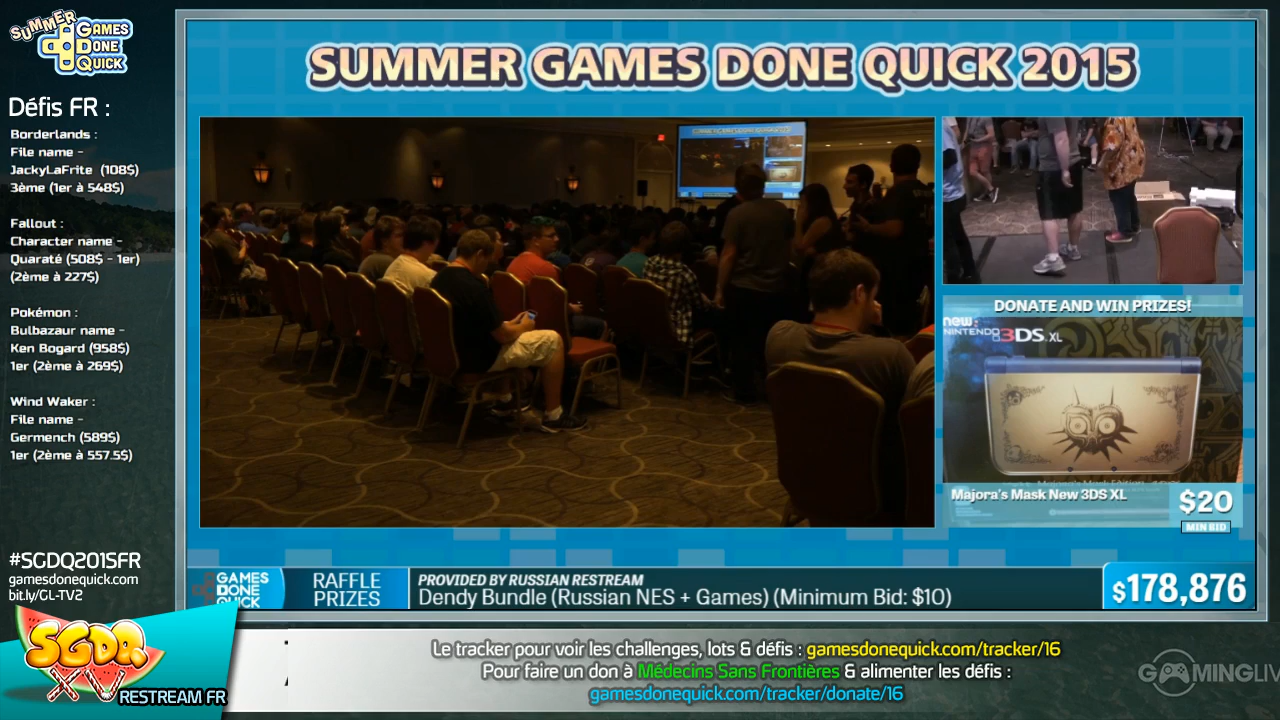 SUMMER
GAMES
DONE
QUICK
Défis FR :
Borderlands :
File name -
JackyLaFrite (108$)
3ème (1er à 548$)
Fallout :
Character name -
Quaraté (508$ - 1er)
(2ème à 227$)
Pokémon :
Bulbazaur name -
Ken Bogard (958$)
1er (2ème à 269$)
Wind Waker :
File name -
Germench (589$)
1er (2ème à 557.5$)
#SGDQ2015FR
gamesdonequick.com
bit.ly/GL-TV2
SGDQ
XV
RESTREAM FR
SUMMER GAMES DONE QUICK 2015
DONATE AND WIN PRIZES!
new
NINTENDO 3DS XL
Majora's Mask New 3DS XL
$20
MIN BID
GAMES
DONE
QUICK
RAFFLE
PRIZES
PROVIDED BY RUSSIAN RESTREAM
Dendy Bundle (Russian NES + Games) (Minimum Bid: $10)
$178,876
Le tracker pour voir les challenges, lots & défis : gamesdonequick.com/tracker/16
Pour faire un don à Médecins Sans Frontières & alimenter les défis :
gamesdonequick.com/tracker/donate/16
GAMINGLIV